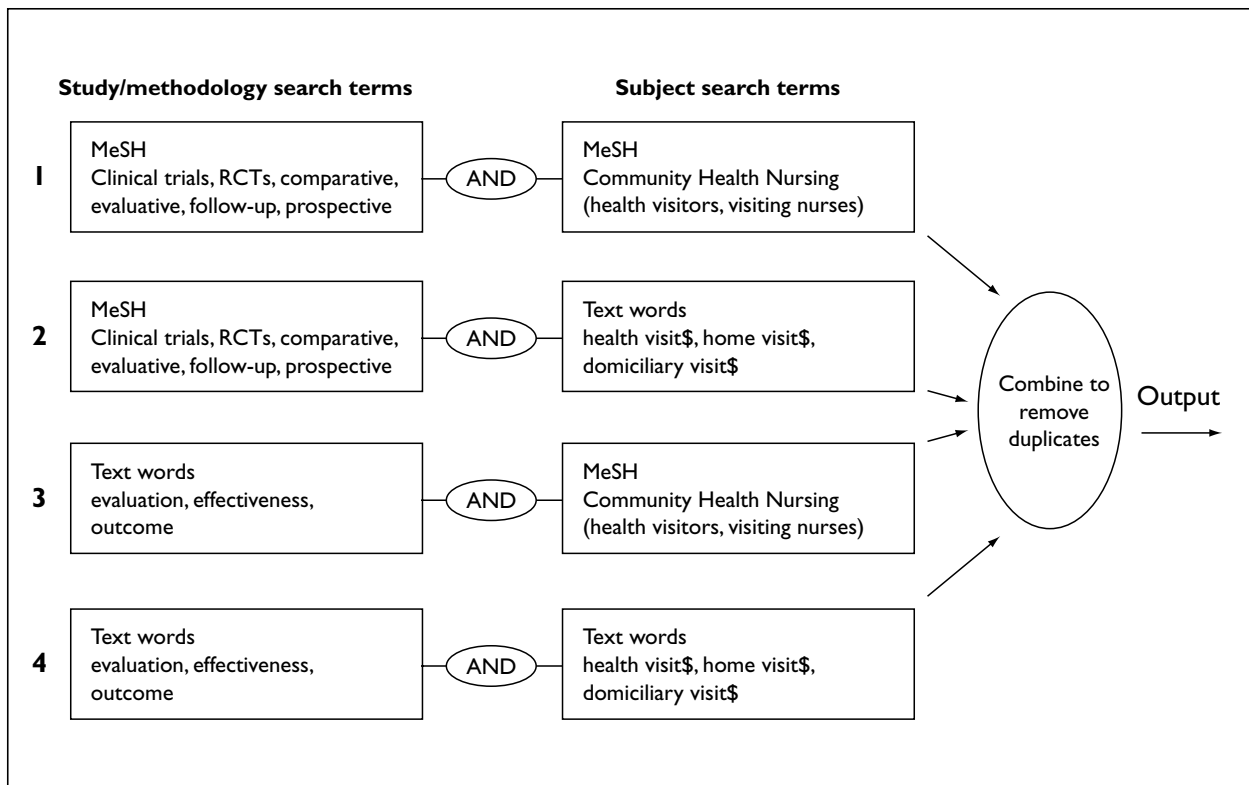 Study/methodology search terms
Subject search terms
1
MeSH
Clinical trials, RCTs, comparative,
evaluative, follow-up, prospective
AND
MeSH
Community Health Nursing
(health visitors, visiting nurses)
2
MeSH
Clinical trials, RCTs, comparative,
evaluative, follow-up, prospective
AND
Text words
health visit$, home visit$,
domiciliary visit$
3
Text words
evaluation, effectiveness,
outcome
AND
MeSH
Community Health Nursing
(health visitors, visiting nurses)
4
Text words
evaluation, effectiveness,
outcome
AND
Text words
health visit$, home visit$,
domiciliary visit$
Combine to
remove
duplicates
Output